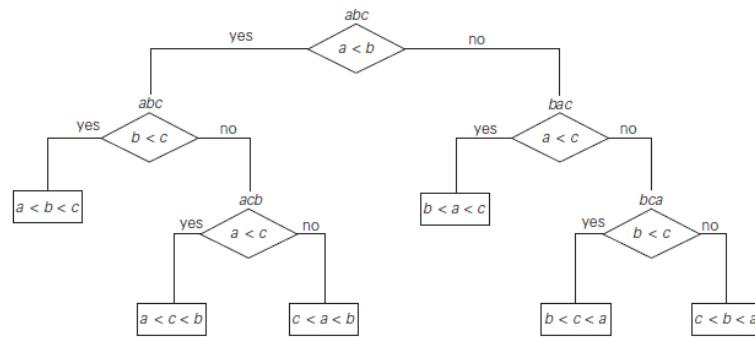 abc
yes a < b no
abc bac
yes b < c no yes a < c no
a < b < c acb b < a < c bca
yes a < c no yes b < c no
a < c < b c < a < b b < c < a c < b < a